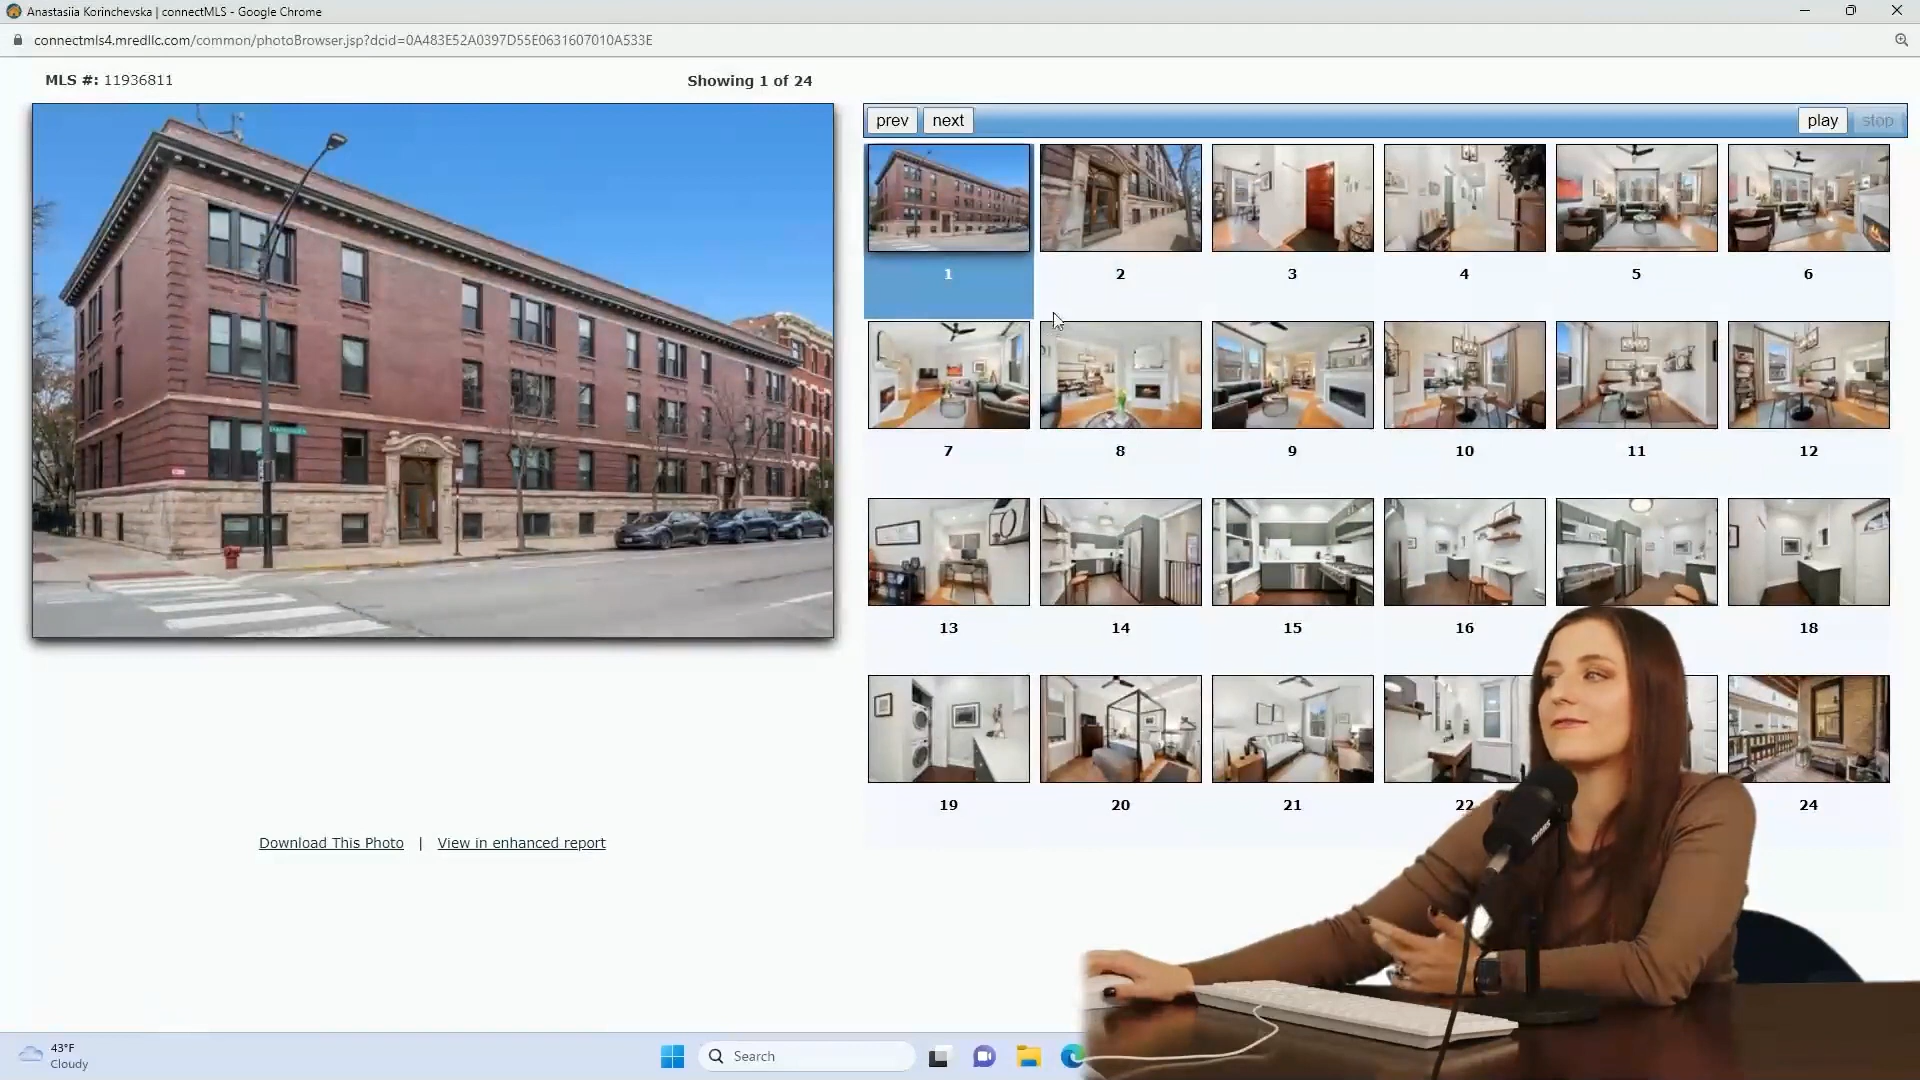 Anastasiia Korinchevska | connectMLS - Google Chrome
connectmls4.mredllc.com/common/photoBrowser.jsp?dcid=0A483E52A0397D55E0631607010A533E
MLS #: 11936811
Showing 1 of 24
prev next play stop
1 2 3 4 5 6
7 8 9 10 11 12
13 14 15 16 18
19 20 21 22 24
Download This Photo | View in enhanced report
43°F
Cloudy
Search